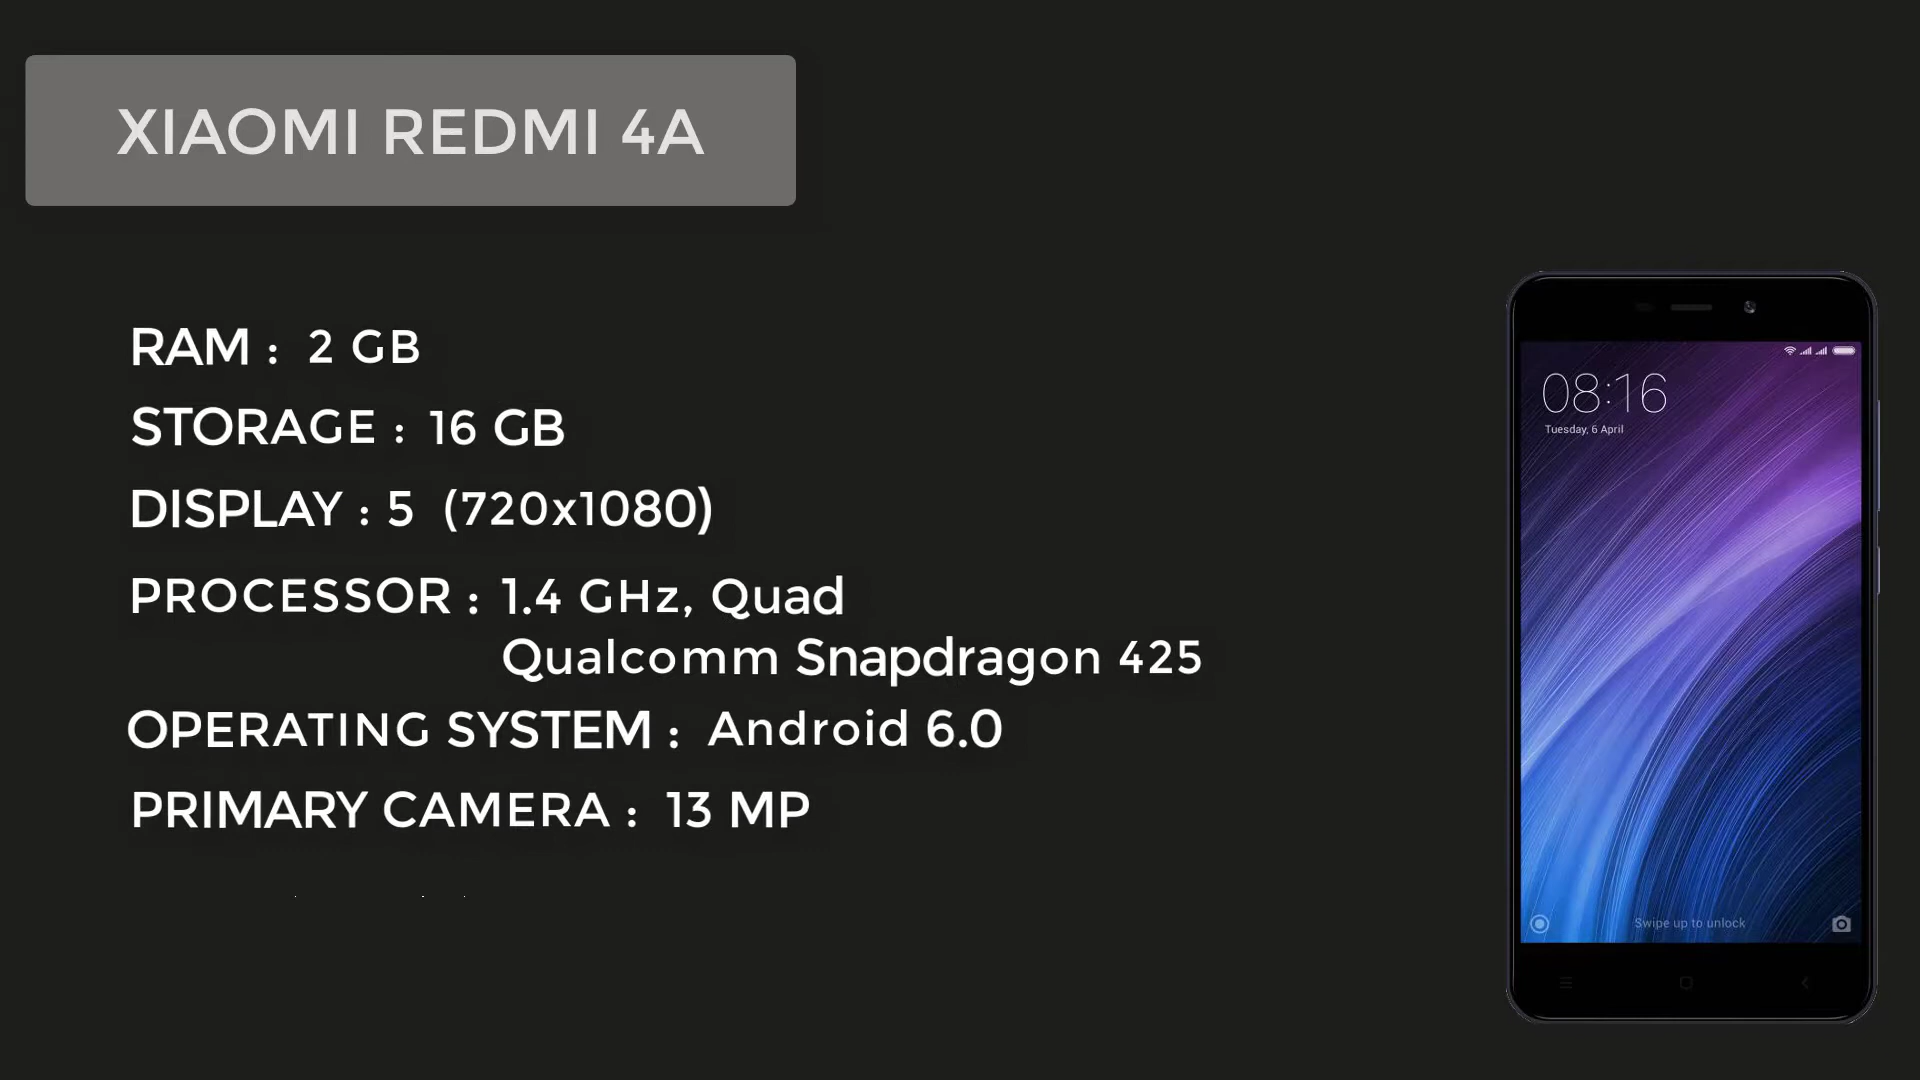 XIAOMI REDMI 4A
RAM : 2 GB
STORAGE : 16 GB
DISPLAY : 5 (720x1080)
PROCESSOR : 1.4 GHz, Quad
Qualcomm Snapdragon 425
OPERATING SYSTEM : Android 6.0
PRIMARY CAMERA : 13 MP
08:16
Tuesday, 6 April
Swipe up to unlock